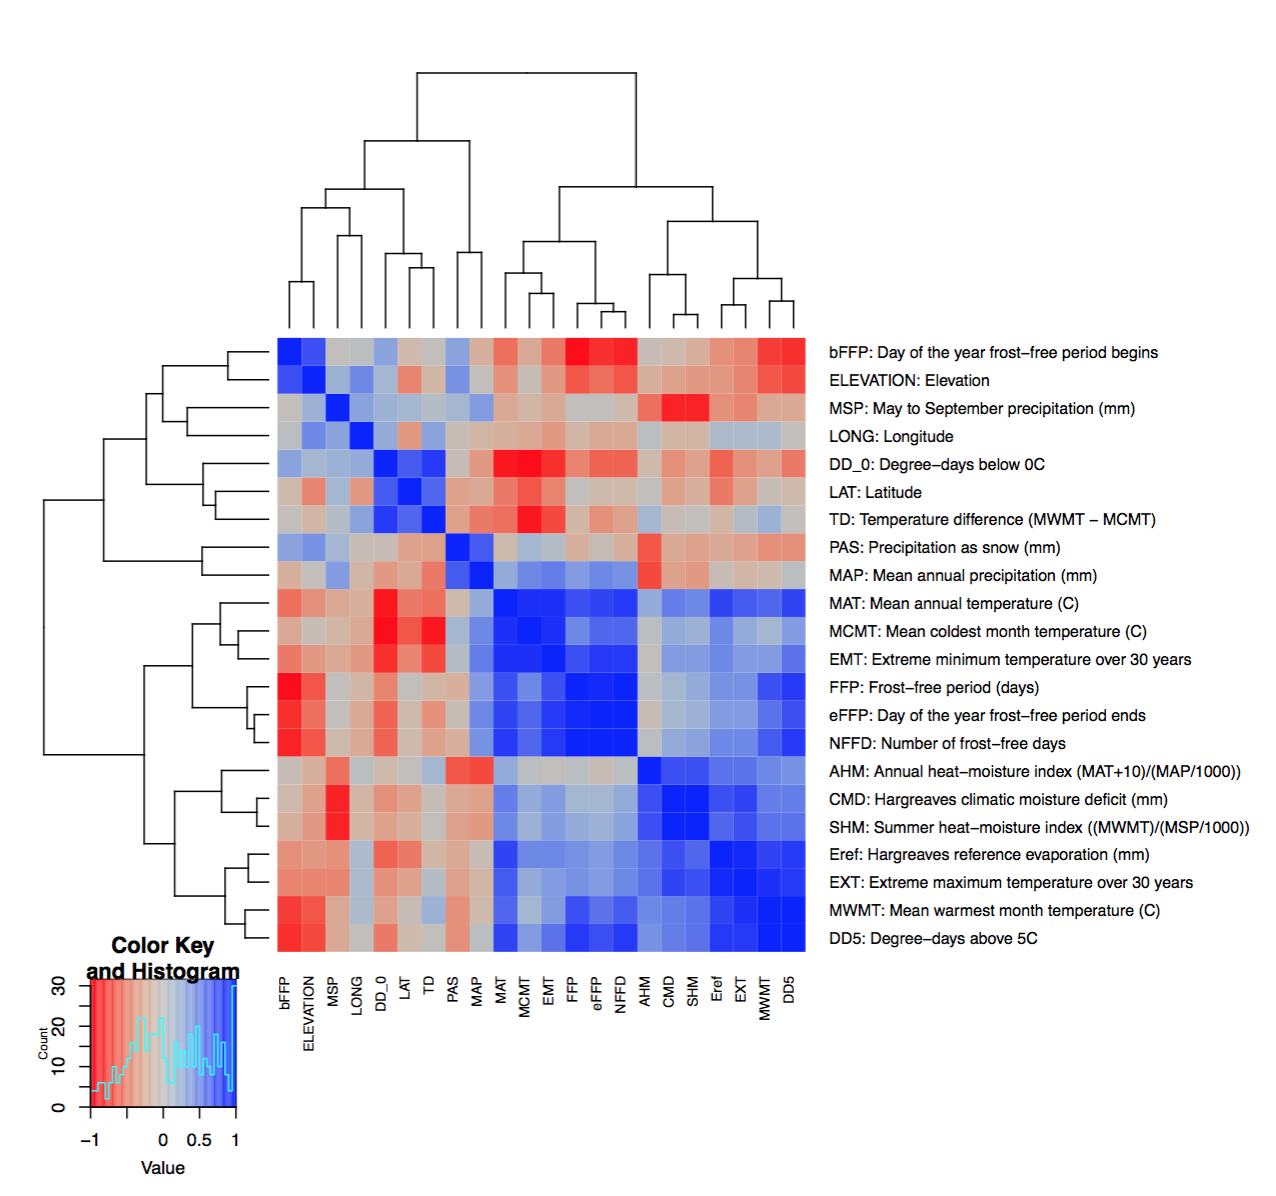 bFFP: Day of the year frost−free period begins
ELEVATION: Elevation
MSP: May to September precipitation (mm)
LONG: Longitude
DD_0: Degree−days below 0C
LAT: Latitude
TD: Temperature difference (MWMT − MCMT)
PAS: Precipitation as snow (mm)
MAP: Mean annual precipitation (mm)
MAT: Mean annual temperature (C)
MCMT: Mean coldest month temperature (C)
EMT: Extreme minimum temperature over 30 years
FFP: Frost−free period (days)
eFFP: Day of the year frost−free period ends
NFFD: Number of frost−free days
AHM: Annual heat−moisture index (MAT+10)/(MAP/1000))
CMD: Hargreaves climatic moisture deficit (mm)
SHM: Summer heat−moisture index ((MWMT)/(MSP/1000))
Eref: Hargreaves reference evaporation (mm)
EXT: Extreme maximum temperature over 30 years
MWMT: Mean warmest month temperature (C)
DD5: Degree−days above 5C
bFFP
ELEVATION
MSP
LONG
DD_0
LAT
TD
PAS
MAP
MAT
MCMT
EMT
FFP
eFFP
NFFD
AHM
CMD
SHM
Eref
EXT
MWMT
DD5
Color Key
and Histogram
Count
0
10
20
30
−1
0
0.5
1
Value